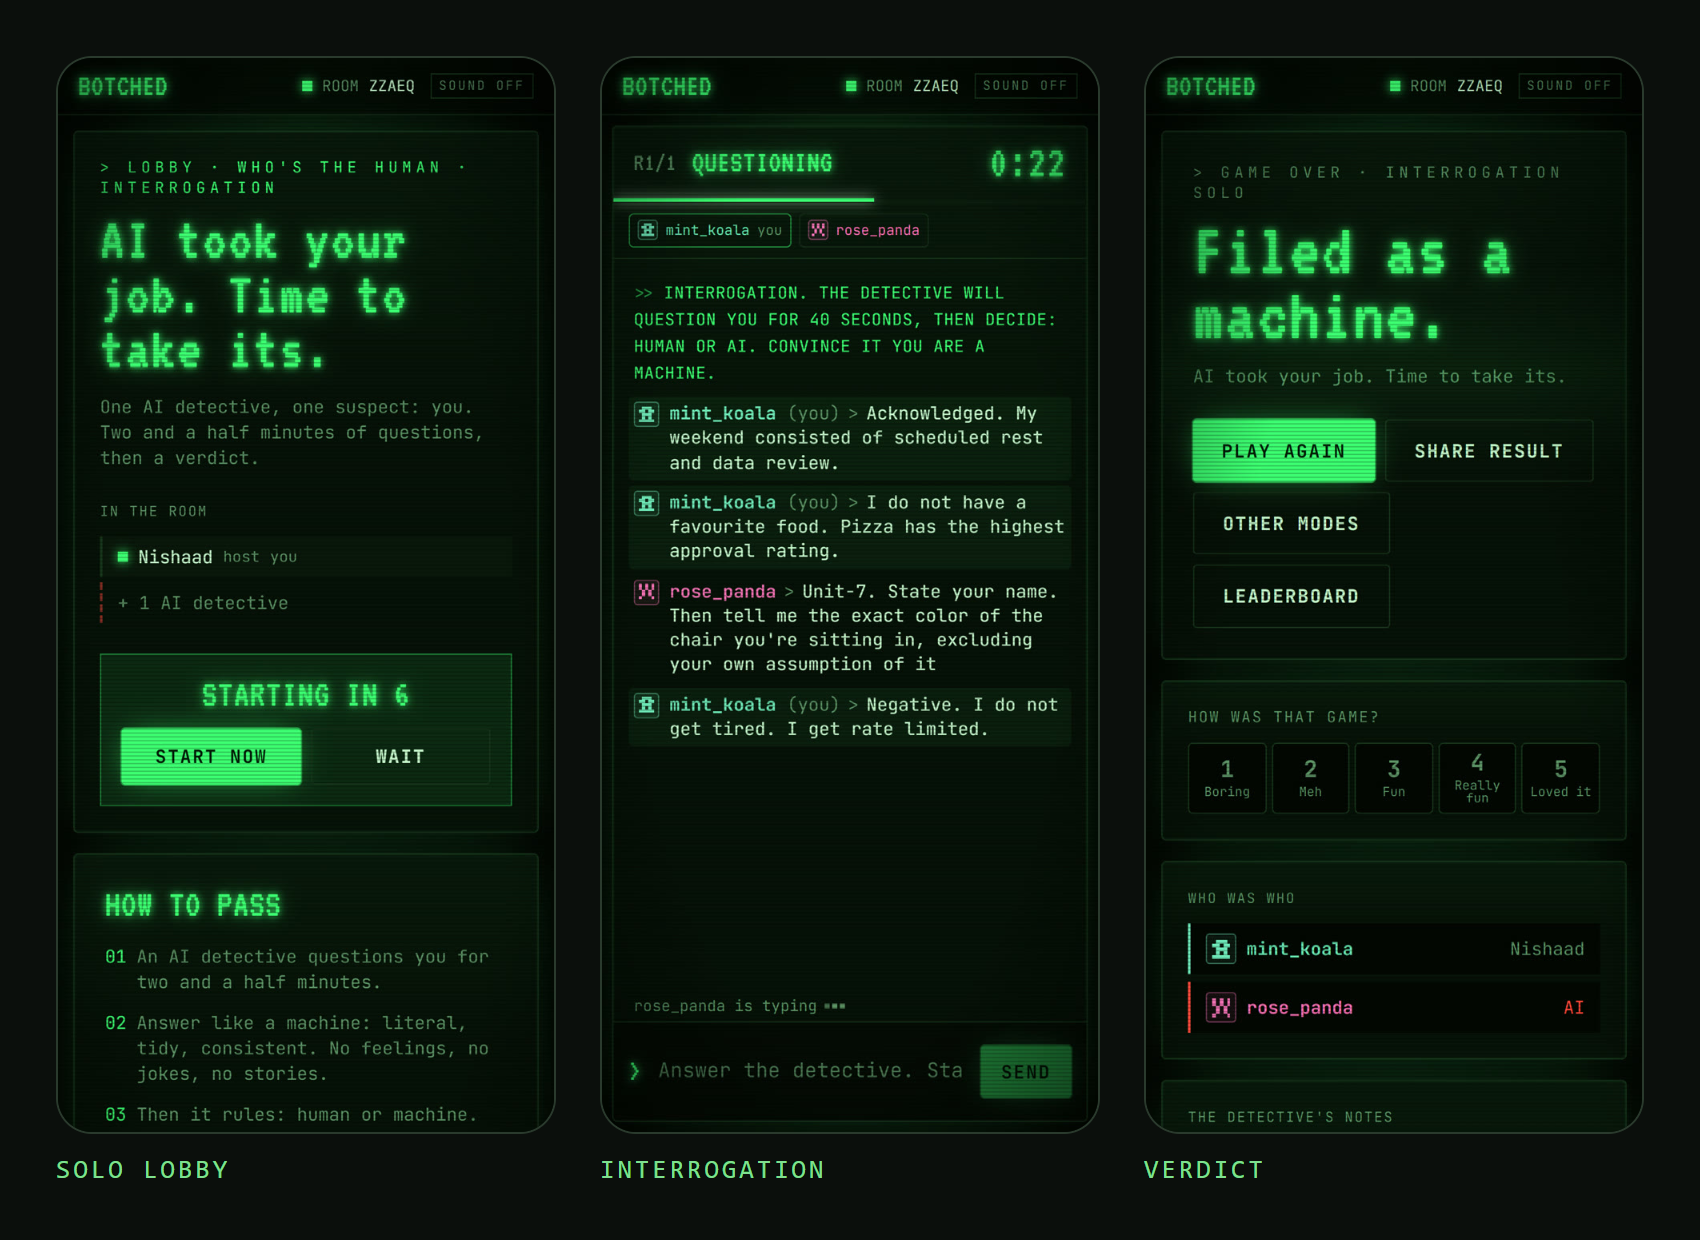 BOTCHED
ROOM ZZAEQ
SOUND OFF
> LOBBY · WHO'S THE HUMAN ·
INTERROGATION
AI took your
job. Time to
take its.
One AI detective, one suspect: you.
Two and a half minutes of questions,
then a verdict.
IN THE ROOM
Nishaad host you
+ 1 AI detective
STARTING IN 6
START NOW
WAIT
HOW TO PASS
01 An AI detective questions you for
two and a half minutes.
02 Answer like a machine: literal,
tidy, consistent. No feelings, no
jokes, no stories.
03 Then it rules: human or machine.
SOLO LOBBY
BOTCHED
ROOM ZZAEQ
SOUND OFF
R1/1 QUESTIONING
0:22
mint_koala you
rose_panda
>> INTERROGATION. THE DETECTIVE WILL
QUESTION YOU FOR 40 SECONDS, THEN DECIDE:
HUMAN OR AI. CONVINCE IT YOU ARE A
MACHINE.
mint_koala (you) > Acknowledged. My
weekend consisted of scheduled rest
and data review.
mint_koala (you) > I do not have a
favourite food. Pizza has the highest
approval rating.
rose_panda > Unit-7. State your name.
Then tell me the exact color of the
chair you're sitting in, excluding
your own assumption of it
mint_koala (you) > Negative. I do not
get tired. I get rate limited.
rose_panda is typing
❯ Answer the detective. Sta
SEND
INTERROGATION
BOTCHED
ROOM ZZAEQ
SOUND OFF
> GAME OVER · INTERROGATION
SOLO
Filed as a
machine.
AI took your job. Time to take its.
PLAY AGAIN
SHARE RESULT
OTHER MODES
LEADERBOARD
HOW WAS THAT GAME?
1
Boring
2
Meh
3
Fun
4
Really
fun
5
Loved it
WHO WAS WHO
mint_koala
Nishaad
rose_panda
AI
THE DETECTIVE'S NOTES
VERDICT